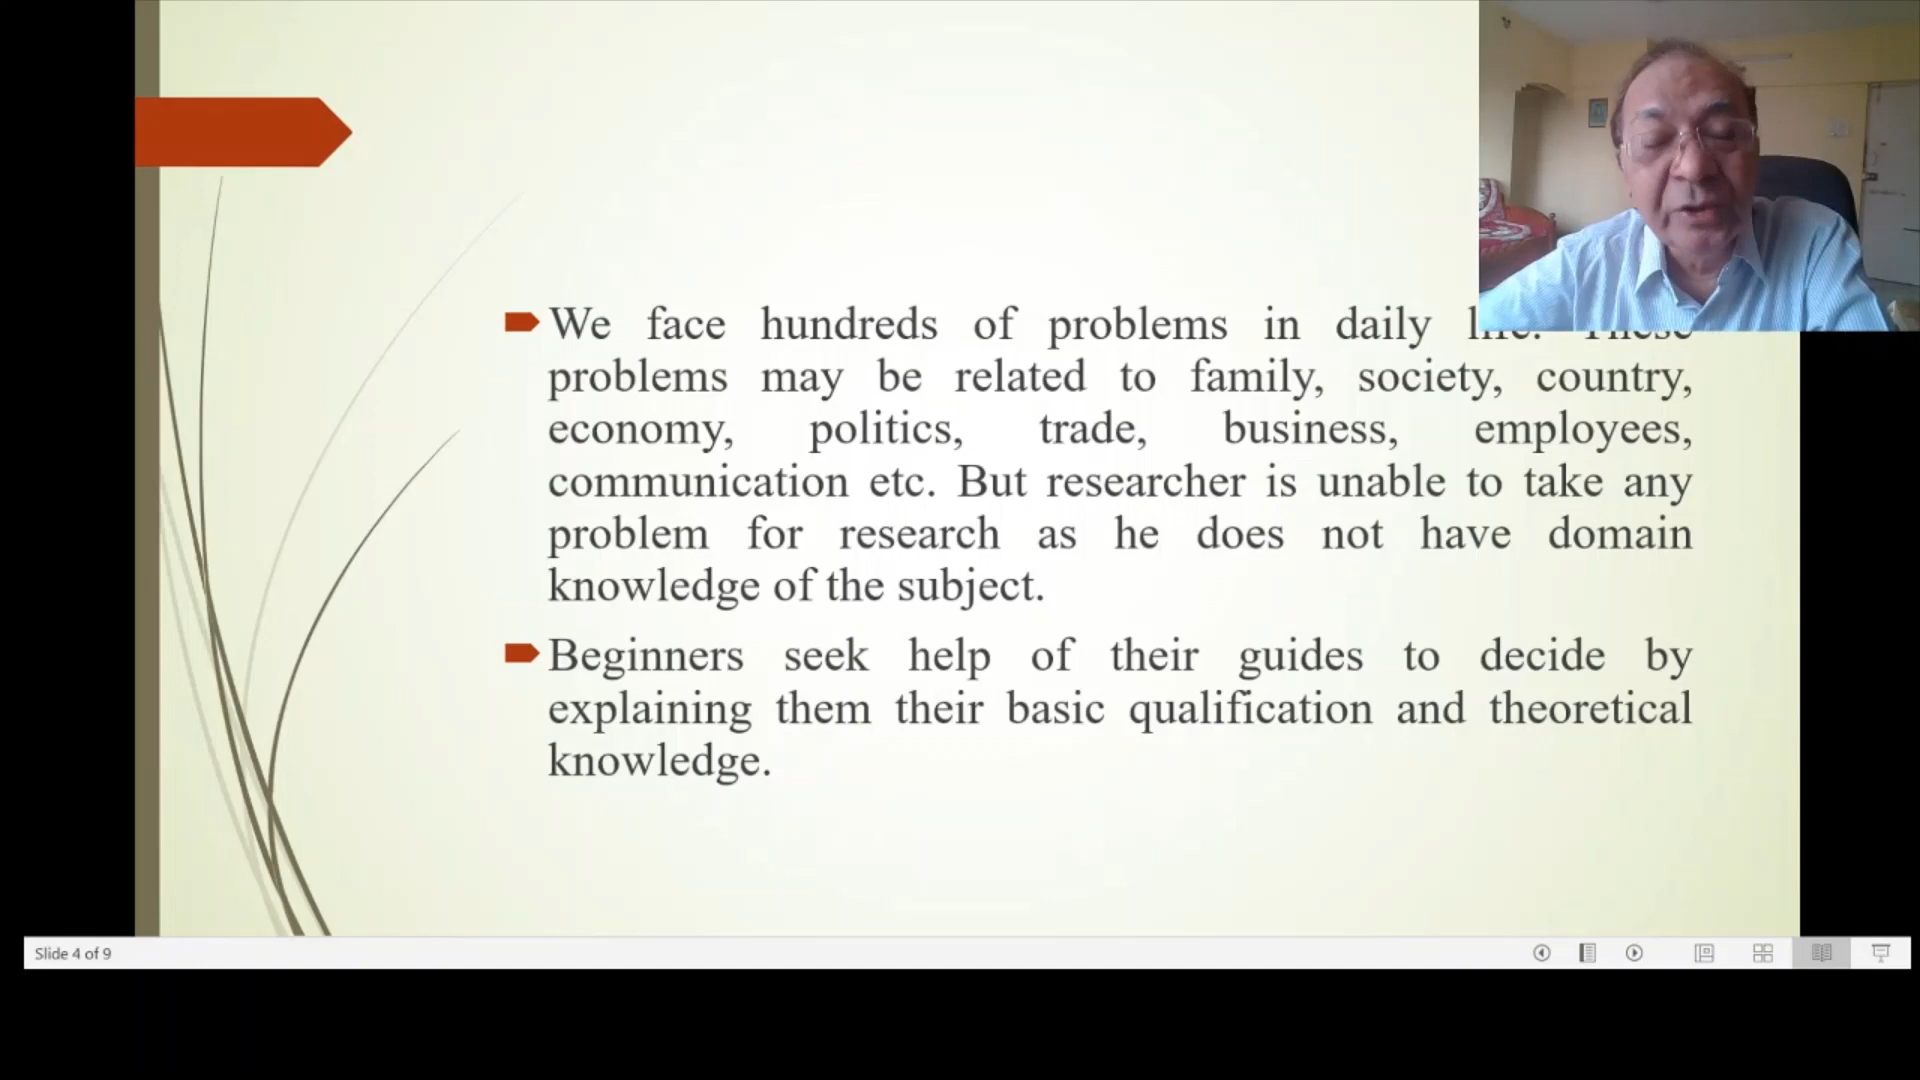 We face hundreds of problems in daily life. These
problems may be related to family, society, country,
economy, politics, trade, business, employees,
communication etc. But researcher is unable to take any
problem for research as he does not have domain
knowledge of the subject.
Beginners seek help of their guides to decide by
explaining them their basic qualification and theoretical
knowledge.
Slide 4 of 9